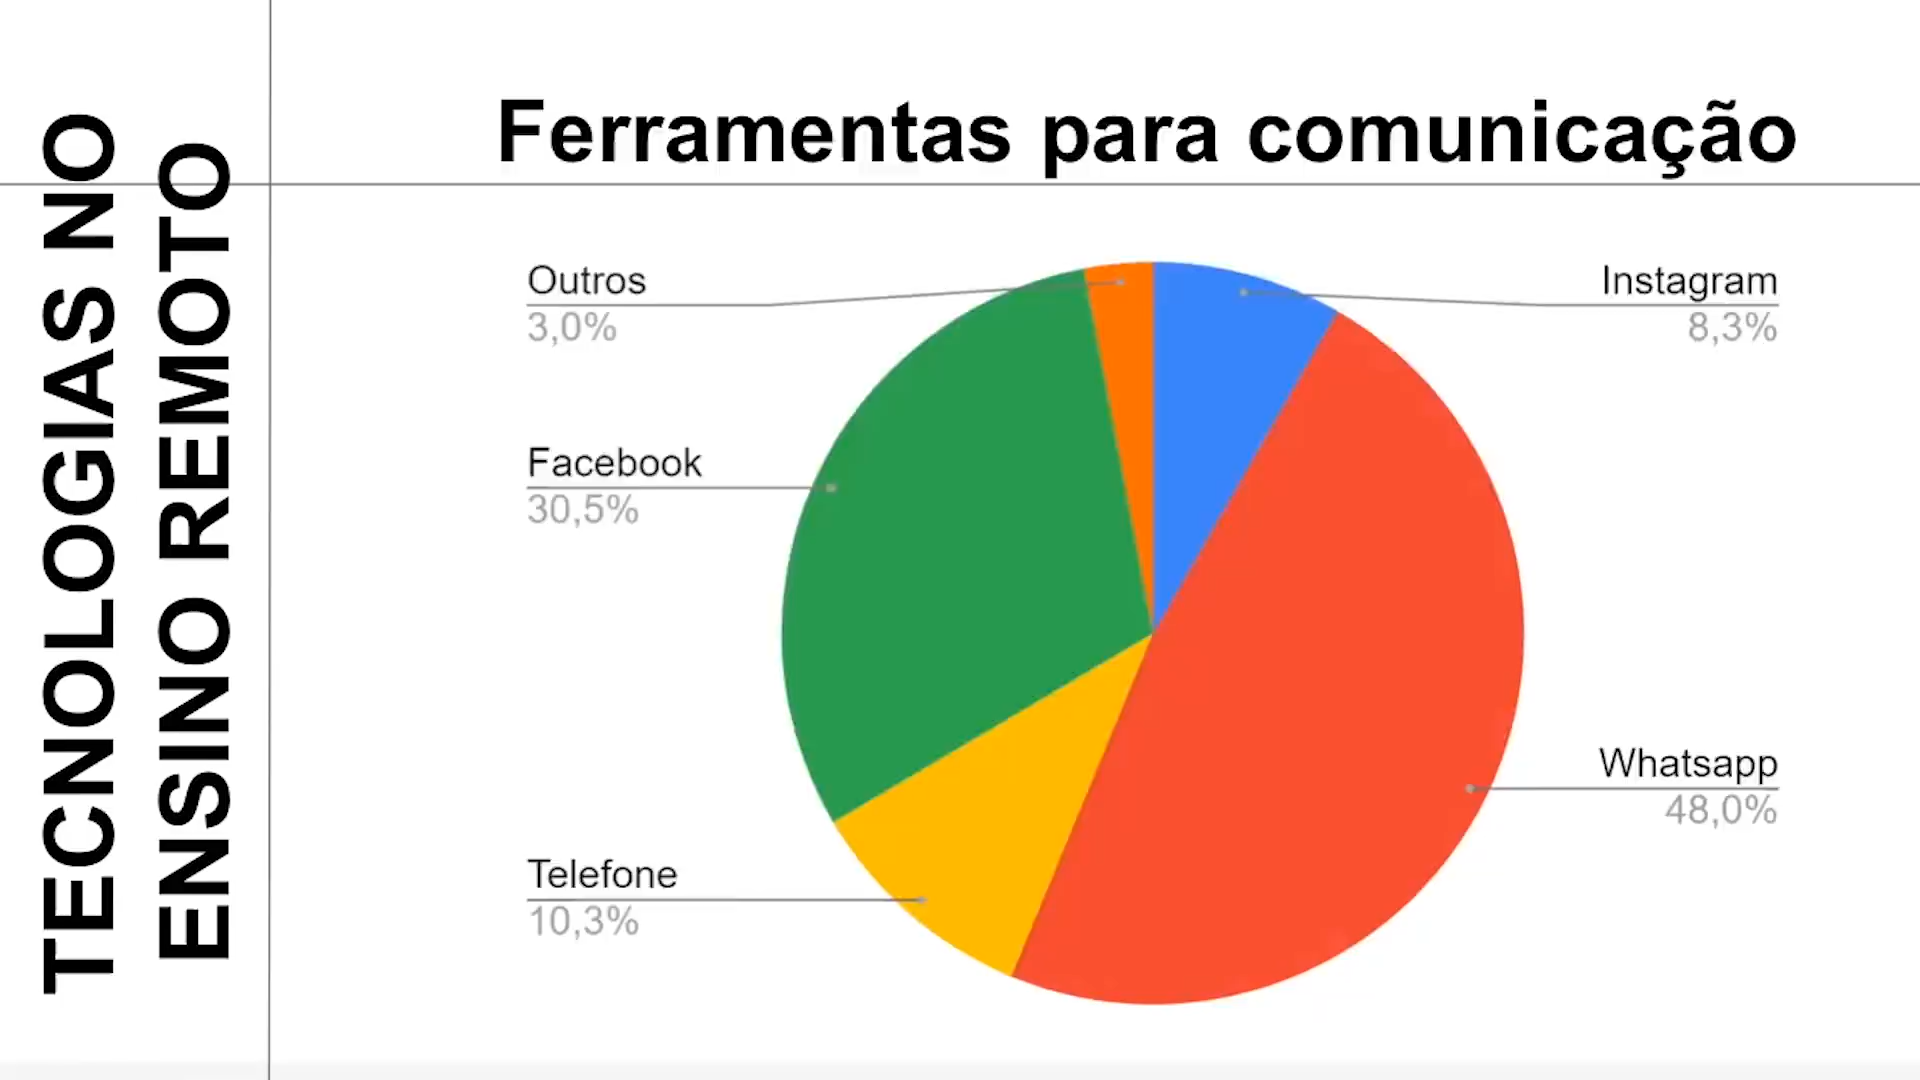 TECNOLOGIAS NO
ENSINO REMOTO
Ferramentas para comunicação
Outros
3,0%
Instagram
8,3%
Facebook
30,5%
Whatsapp
48,0%
Telefone
10,3%